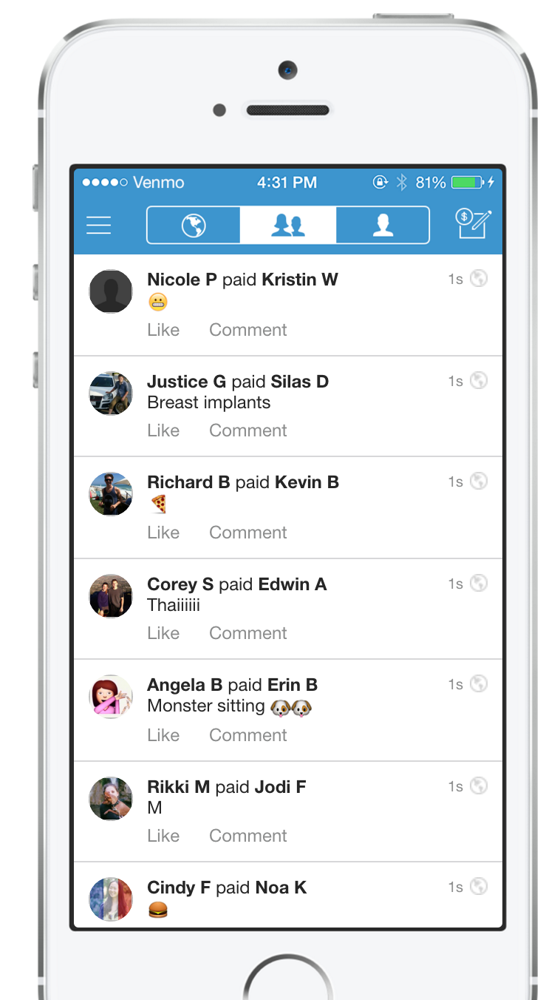 Venmo 4:31 PM 81%
$
Nicole P paid Kristin W 1s
😬
Like Comment
Justice G paid Silas D 1s
Breast implants
Like Comment
Richard B paid Kevin B 1s
🍕
Like Comment
Corey S paid Edwin A 1s
Thaiiiiii
Like Comment
Angela B paid Erin B 1s
Monster sitting 🐶🐶
Like Comment
Rikki M paid Jodi F 1s
M
Like Comment
Cindy F paid Noa K 1s
🍔